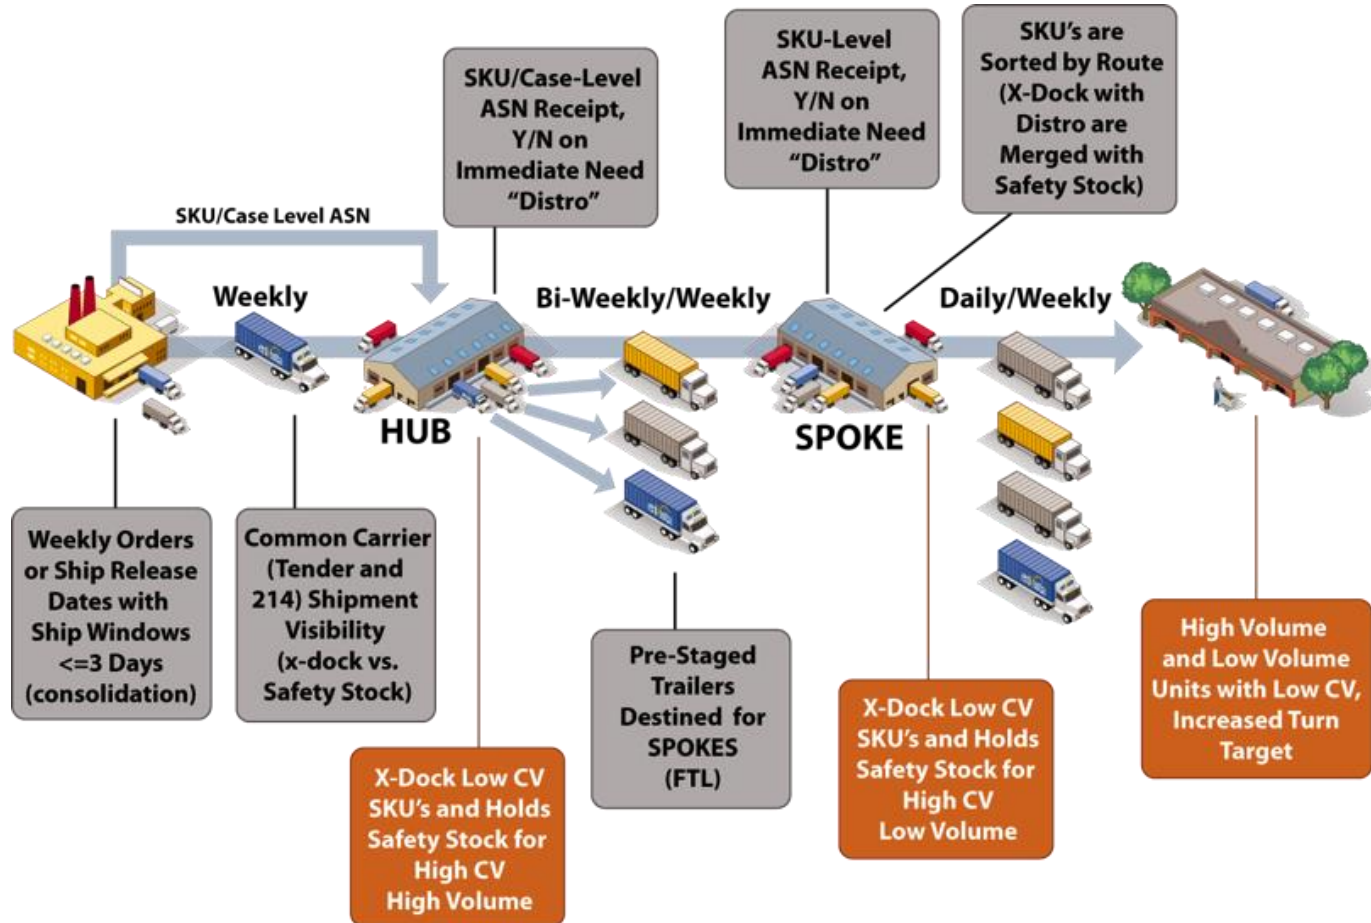 SKU/Case-Level
ASN Receipt,
Y/N on
Immediate Need
“Distro”
SKU-Level
ASN Receipt,
Y/N on
Immediate Need
“Distro”
SKU's are
Sorted by Route
(X-Dock with
Distro are
Merged with
Safety Stock)
SKU/Case Level ASN
Weekly
Bi-Weekly/Weekly
Daily/Weekly
HUB
SPOKE
Weekly Orders
or Ship Release
Dates with
Ship Windows
<=3 Days
(consolidation)
Common Carrier
(Tender and
214) Shipment
Visibility
(x-dock vs.
Safety Stock)
Pre-Staged
Trailers
Destined for
SPOKES
(FTL)
X-Dock Low CV
SKU's and Holds
Safety Stock for
High CV
High Volume
X-Dock Low CV
SKU's and Holds
Safety Stock for
High CV
Low Volume
High Volume
and Low Volume
Units with Low CV,
Increased Turn
Target